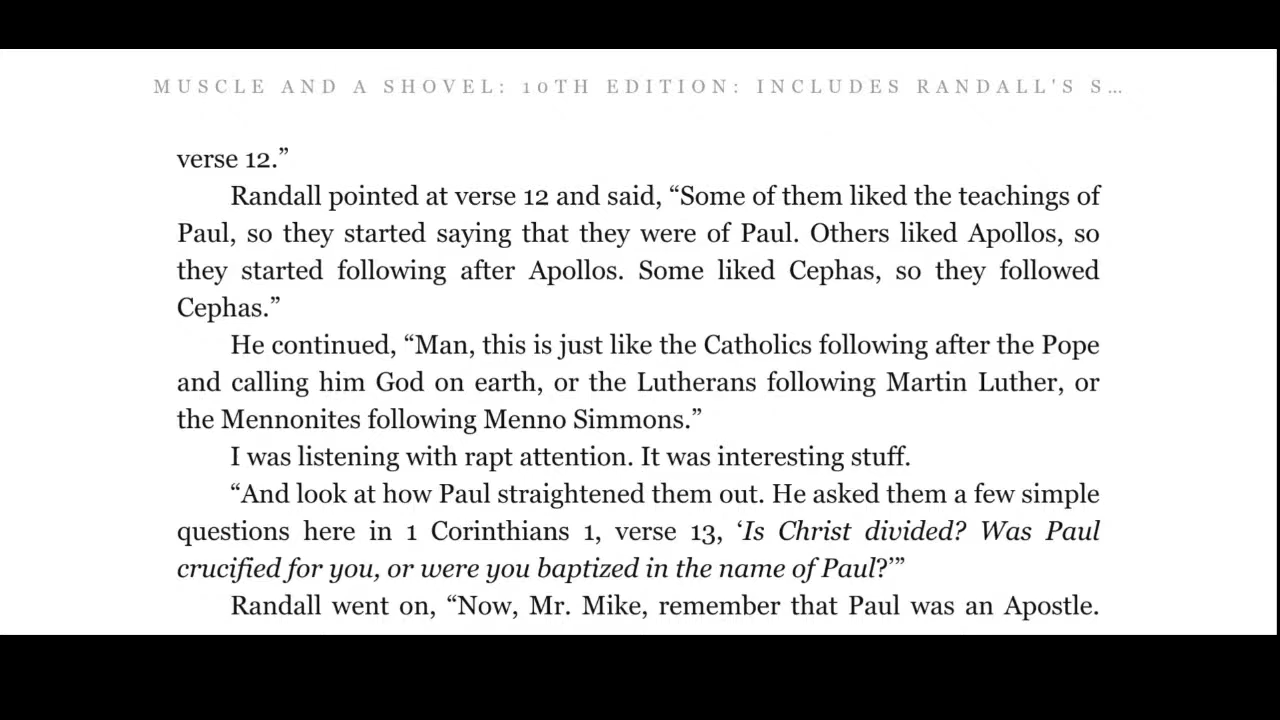 MUSCLE AND A SHOVEL: 10TH EDITION: INCLUDES RANDALL'S S…
verse 12.”
Randall pointed at verse 12 and said, “Some of them liked the teachings of
Paul, so they started saying that they were of Paul. Others liked Apollos, so
they started following after Apollos. Some liked Cephas, so they followed
Cephas.”
He continued, “Man, this is just like the Catholics following after the Pope
and calling him God on earth, or the Lutherans following Martin Luther, or
the Mennonites following Menno Simmons.”
I was listening with rapt attention. It was interesting stuff.
“And look at how Paul straightened them out. He asked them a few simple
questions here in 1 Corinthians 1, verse 13, ‘Is Christ divided? Was Paul
crucified for you, or were you baptized in the name of Paul?’”
Randall went on, “Now, Mr. Mike, remember that Paul was an Apostle.